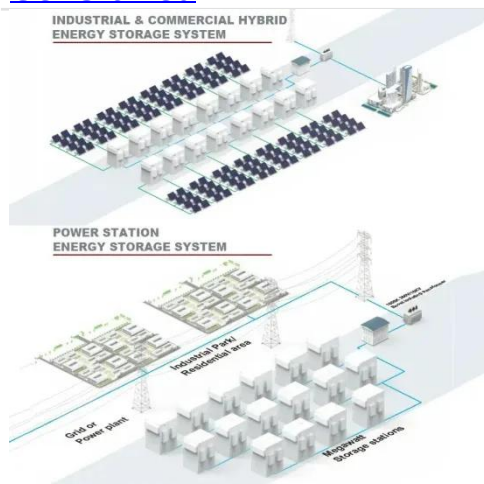 INDUSTRIAL & COMMERCIAL HYBRID
ENERGY STORAGE SYSTEM
POWER STATION
ENERGY STORAGE SYSTEM
Industrial Park/
Residential area
Grid or
Power plant
Megawatt
Storage stations